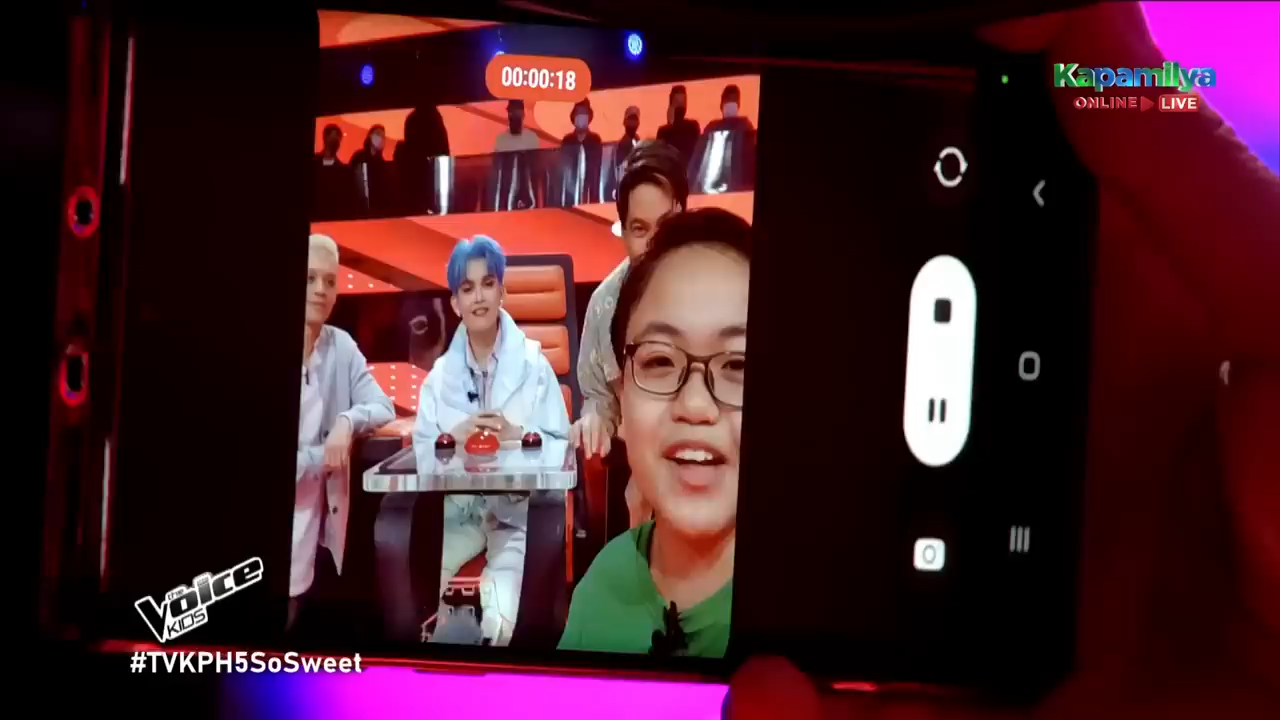 00:00:18
Kapamilya
ONLINE LIVE
the
Voice
KIDS
#TVKPH5SoSweet